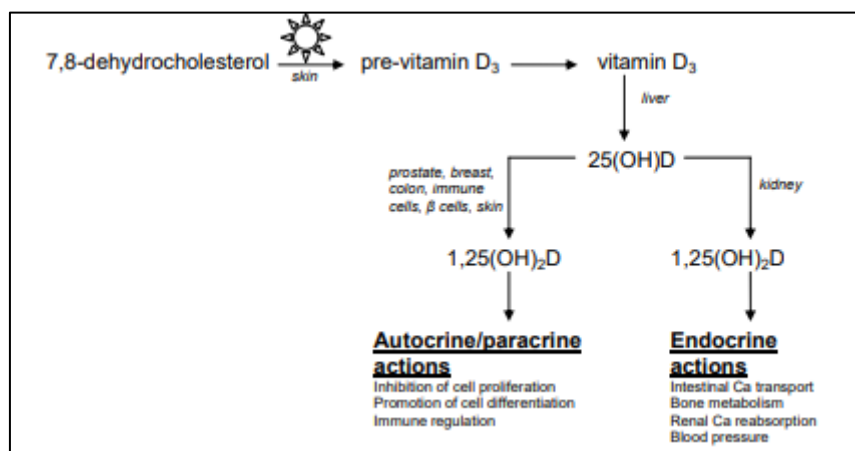 7,8-dehydrocholesterol
skin
pre-vitamin D₃
vitamin D₃
liver
25(OH)D
prostate, breast,
colon, immune
cells, β cells, skin
kidney
1,25(OH)₂D
1,25(OH)₂D
Autocrine/paracrine
actions
Inhibition of cell proliferation
Promotion of cell differentiation
Immune regulation
Endocrine
actions
Intestinal Ca transport
Bone metabolism
Renal Ca reabsorption
Blood pressure